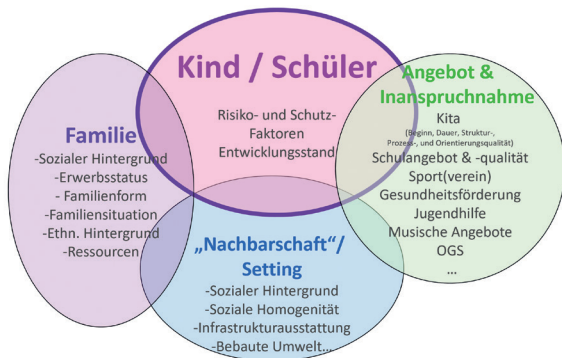 Kind / Schüler
Risiko- und Schutz-
Faktoren
Entwicklungsstand
Familie
-Sozialer Hintergrund
-Erwerbsstatus
- Familienform
-Familiensituation
-Ethn. Hintergrund
-Ressourcen
Angebot &
Inanspruchnahme
Kita
(Beginn, Dauer, Struktur-,
Prozess-, und Orientierungsqualität)
Schulangebot & -qualität
Sport(verein)
Gesundheitsförderung
Jugendhilfe
Musische Angebote
OGS
...
„Nachbarschaft"/
Setting
-Sozialer Hintergrund
-Soziale Homogenität
-Infrastrukturausstattung
-Bebaute Umwelt...